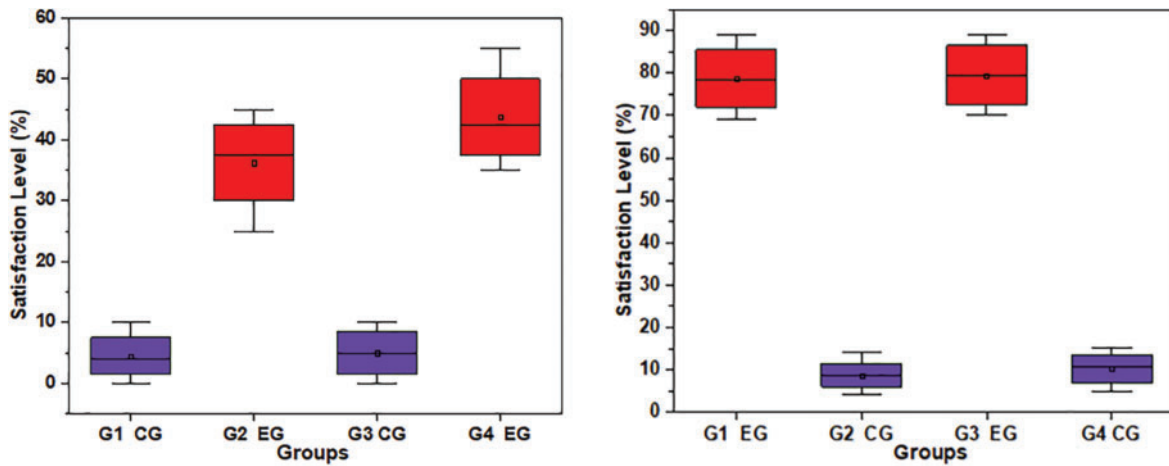 Satisfaction Level (%)
60
50
40
30
20
10
0
G1 CG G2 EG G3 CG G4 EG
Groups
Satisfaction Level (%)
90
80
70
60
50
40
30
20
10
0
G1 EG G2 CG G3 EG G4 CG
Groups